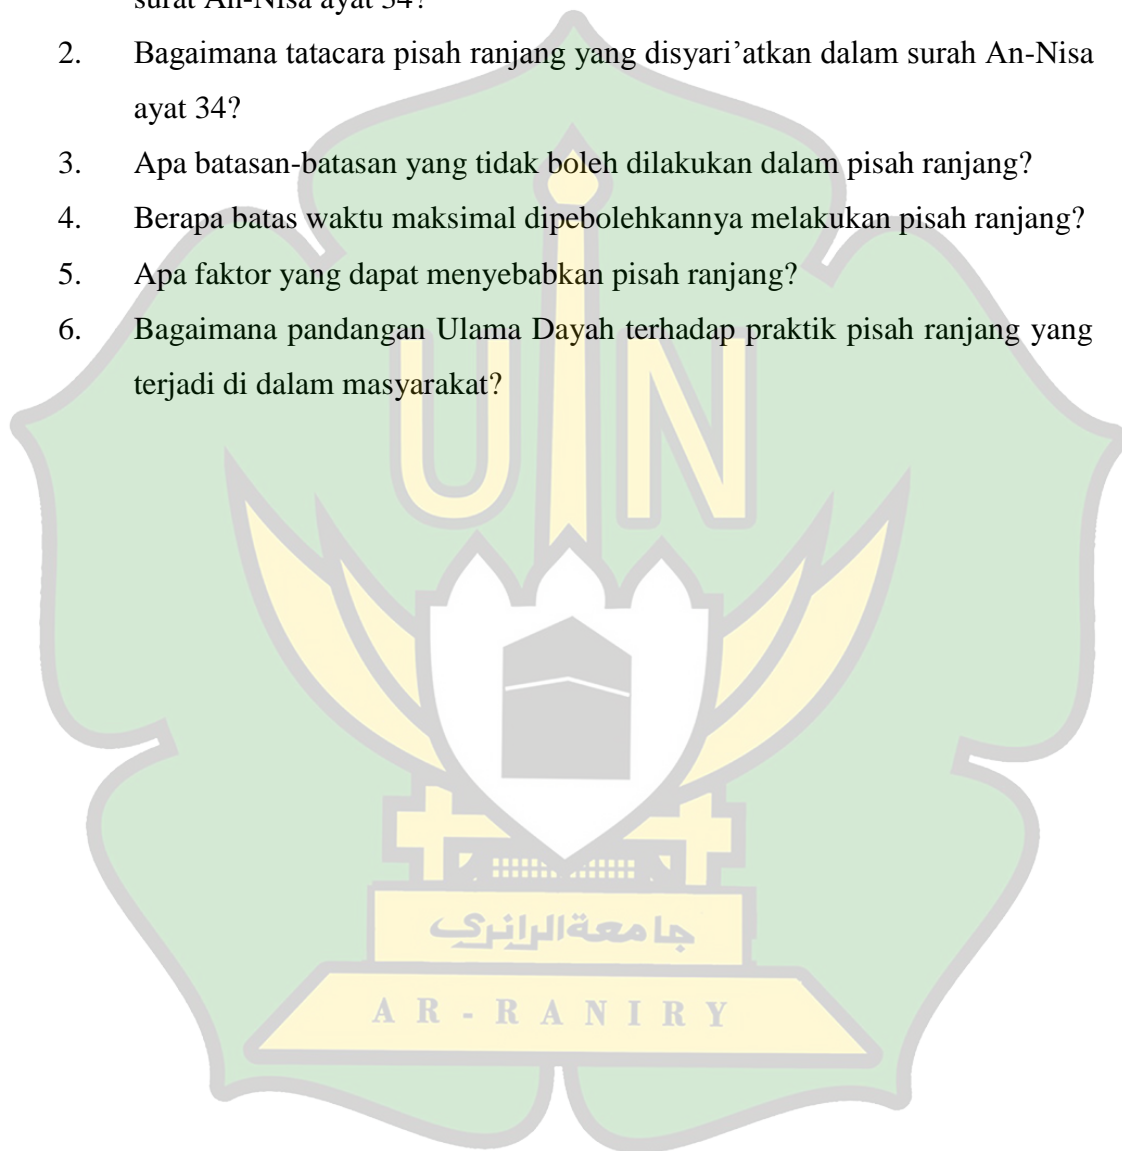 surat An-Nisa ayat 34?
2. Bagaimana tatacara pisah ranjang yang disyari’atkan dalam surah An-Nisa
ayat 34?
3. Apa batasan-batasan yang tidak boleh dilakukan dalam pisah ranjang?
4. Berapa batas waktu maksimal dipebolehkannya melakukan pisah ranjang?
5. Apa faktor yang dapat menyebabkan pisah ranjang?
6. Bagaimana pandangan Ulama Dayah terhadap praktik pisah ranjang yang
terjadi di dalam masyarakat?
UIN
جامعةالرانرك
AR-RANIRY